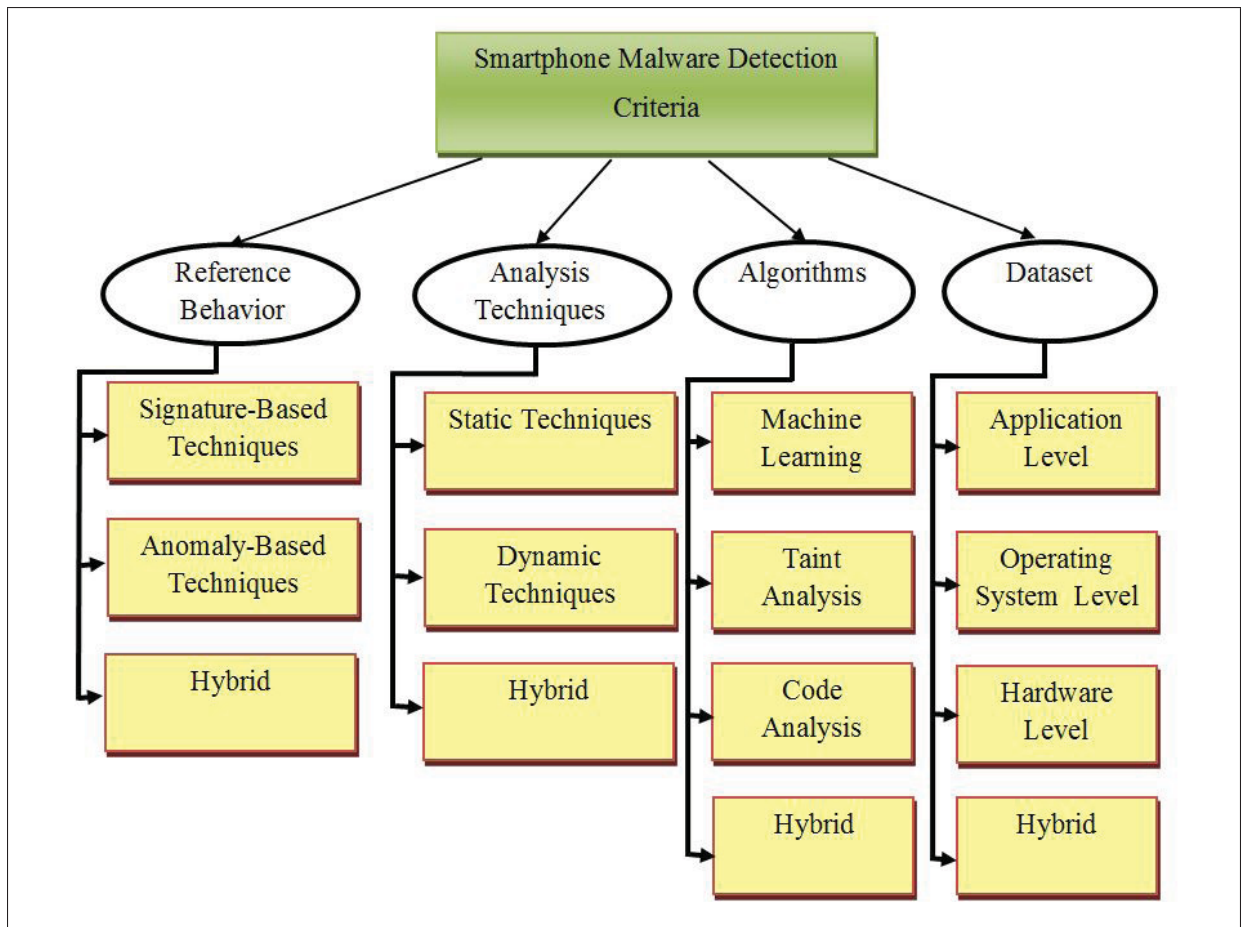 Smartphone Malware Detection
Criteria
Reference
Behavior
Analysis
Techniques
Algorithms
Dataset
Signature-Based
Techniques
Anomaly-Based
Techniques
Hybrid
Static Techniques
Dynamic
Techniques
Hybrid
Machine
Learning
Taint
Analysis
Code
Analysis
Hybrid
Application
Level
Operating
System Level
Hardware
Level
Hybrid